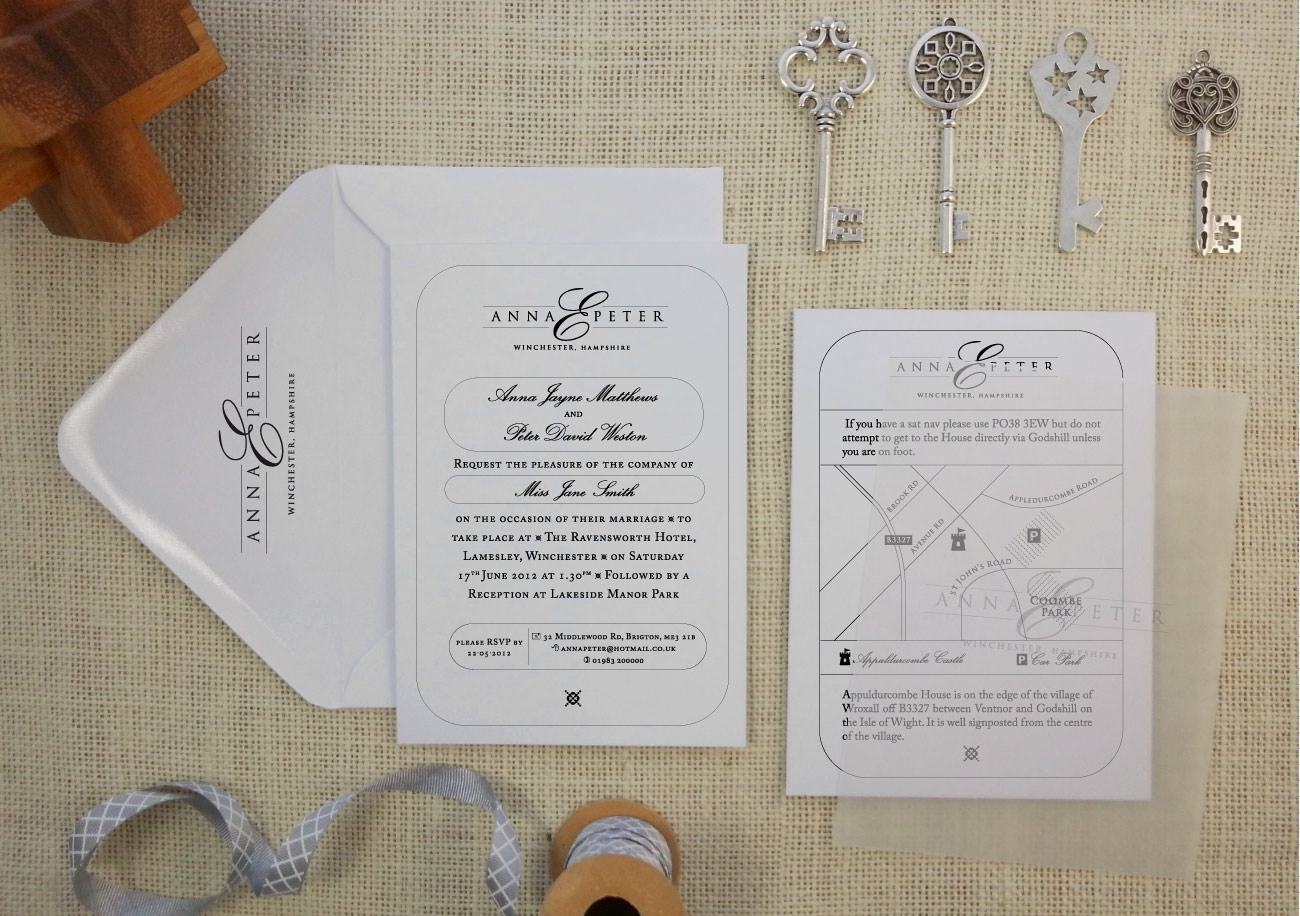 ANNA & PETER
WINCHESTER, HAMPSHIRE
ANNA & PETER
WINCHESTER, HAMPSHIRE
Anna Jayne Matthews
AND
Peter David Weston
REQUEST THE PLEASURE OF THE COMPANY OF
Miss Jane Smith
ON THE OCCASION OF THEIR MARRIAGE ※ TO
TAKE PLACE AT ※ THE RAVENSWORTH HOTEL,
LAMESLEY, WINCHESTER ※ ON SATURDAY
17TH JUNE 2012 AT 1.30PM ※ FOLLOWED BY A
RECEPTION AT LAKESIDE MANOR PARK
PLEASE RSVP BY
22·05·2012
32 MIDDLEWOOD RD, BRIGTON, ME3 21B
ANNAPETER@HOTMAIL.CO.UK
01983 200000
ANNA & PETER
WINCHESTER, HAMPSHIRE
If you have a sat nav please use PO38 3EW but do not
attempt to get to the House directly via Godshill unless
you are on foot.
BROOK RD
APPLEDURCOMBE ROAD
B3327
AVENUE RD
P
ST JOHN'S ROAD
COOMBE
PARK
ANNA & PETER
WINCHESTER, HAMPSHIRE
Appuldurcombe Castle
P Car Park
Appuldurcombe House is on the edge of the village of
Wroxall off B3327 between Ventnor and Godshill on
the Isle of Wight. It is well signposted from the centre
of the village.